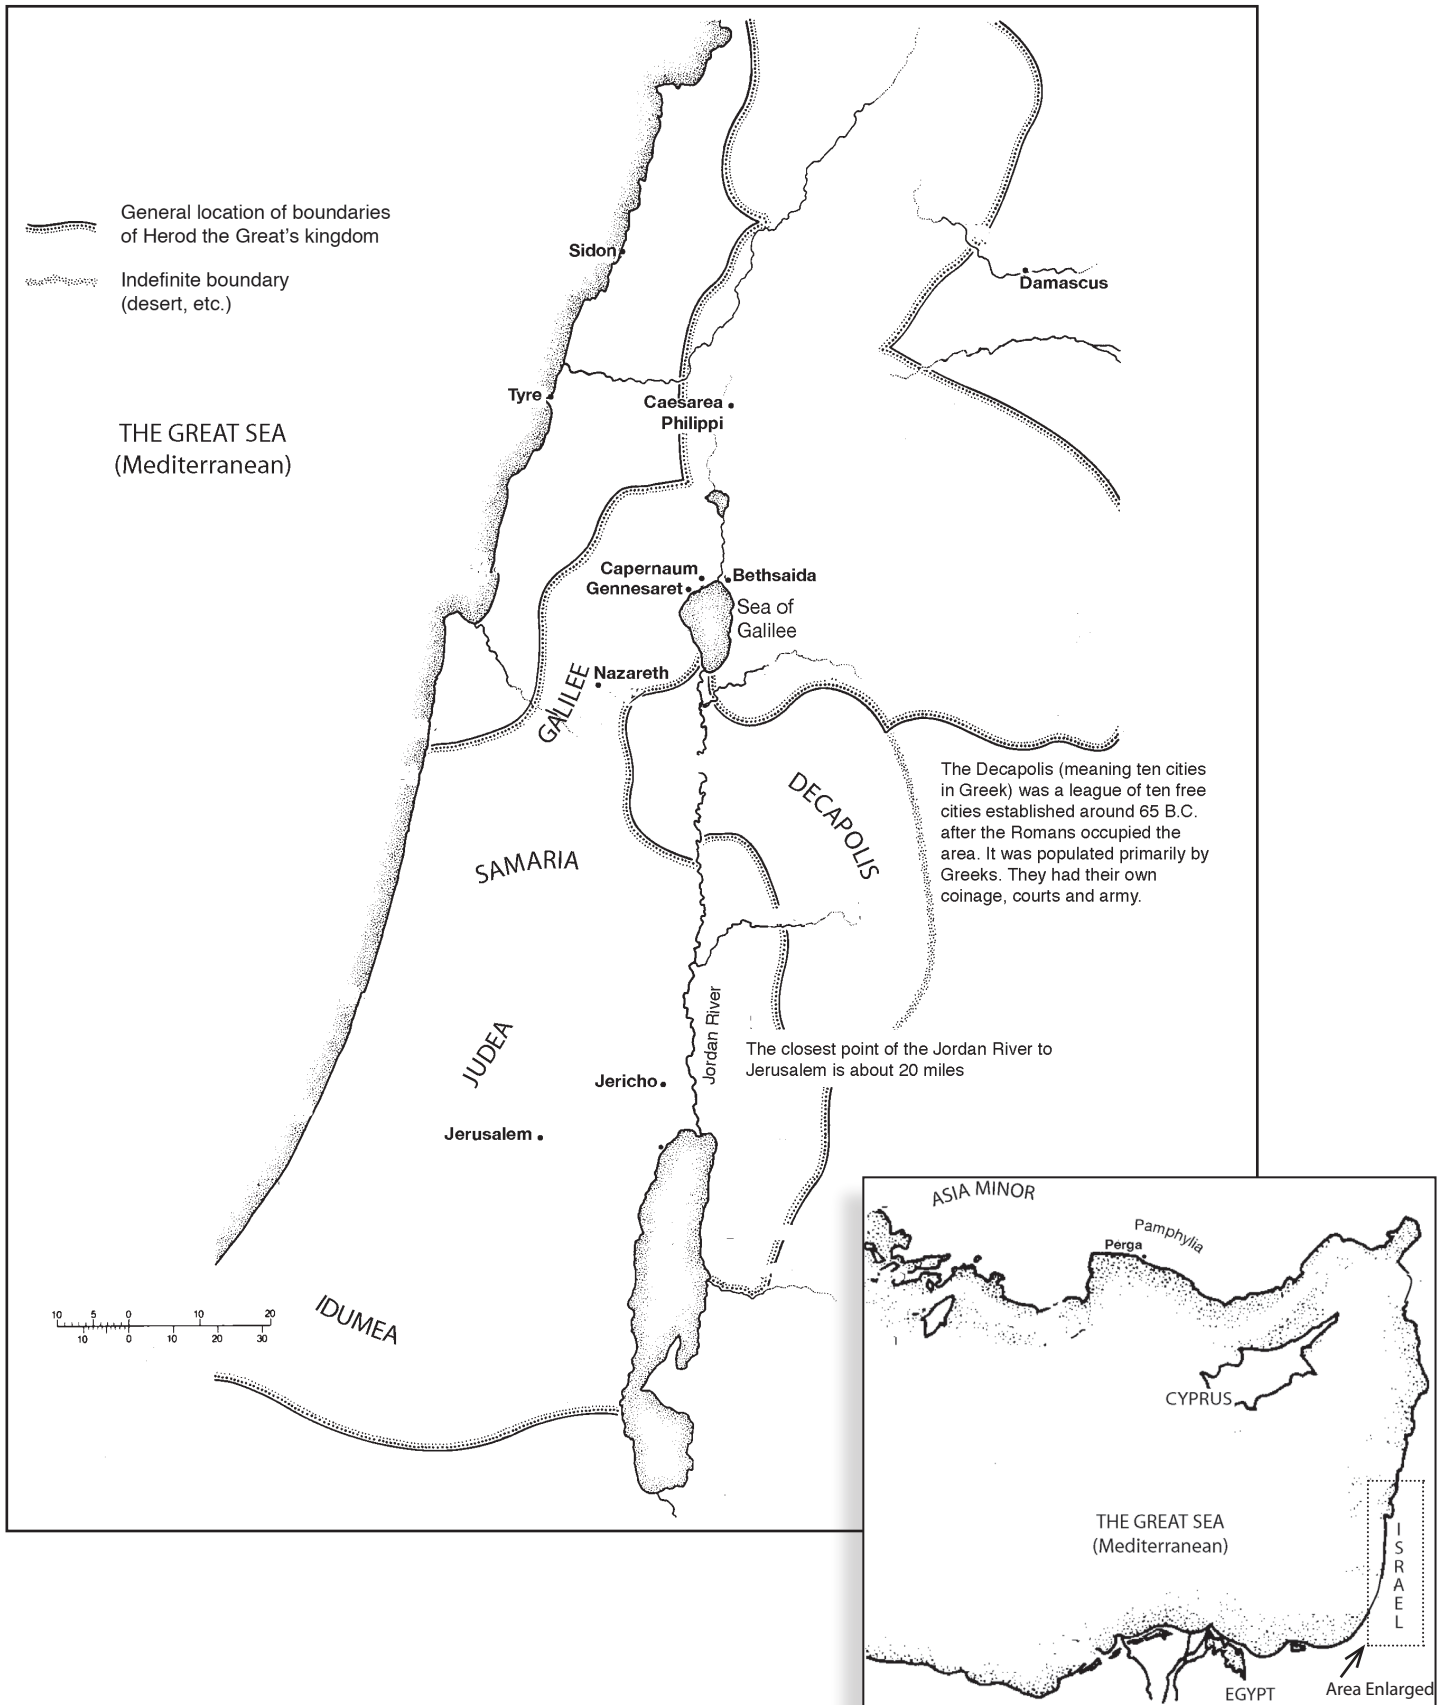 General location of boundaries
of Herod the Great's kingdom
Indefinite boundary
(desert, etc.)
Sidon
Damascus
Tyre
Caesarea
Philippi
THE GREAT SEA
(Mediterranean)
Capernaum
Bethsaida
Gennesaret
Sea of
Galilee
Nazareth
GALILEE
DECAPOLIS
The Decapolis (meaning ten cities
in Greek) was a league of ten free
cities established around 65 B.C.
after the Romans occupied the
area. It was populated primarily by
Greeks. They had their own
coinage, courts and army.
SAMARIA
JUDEA
Jordan River
The closest point of the Jordan River to
Jerusalem is about 20 miles
Jericho
Jerusalem
IDUMEA
10 5 0 10 20
10 0 10 20 30
ASIA MINOR
Pamphylia
Perga
CYPRUS
THE GREAT SEA
(Mediterranean)
ISRAEL
EGYPT
Area Enlarged